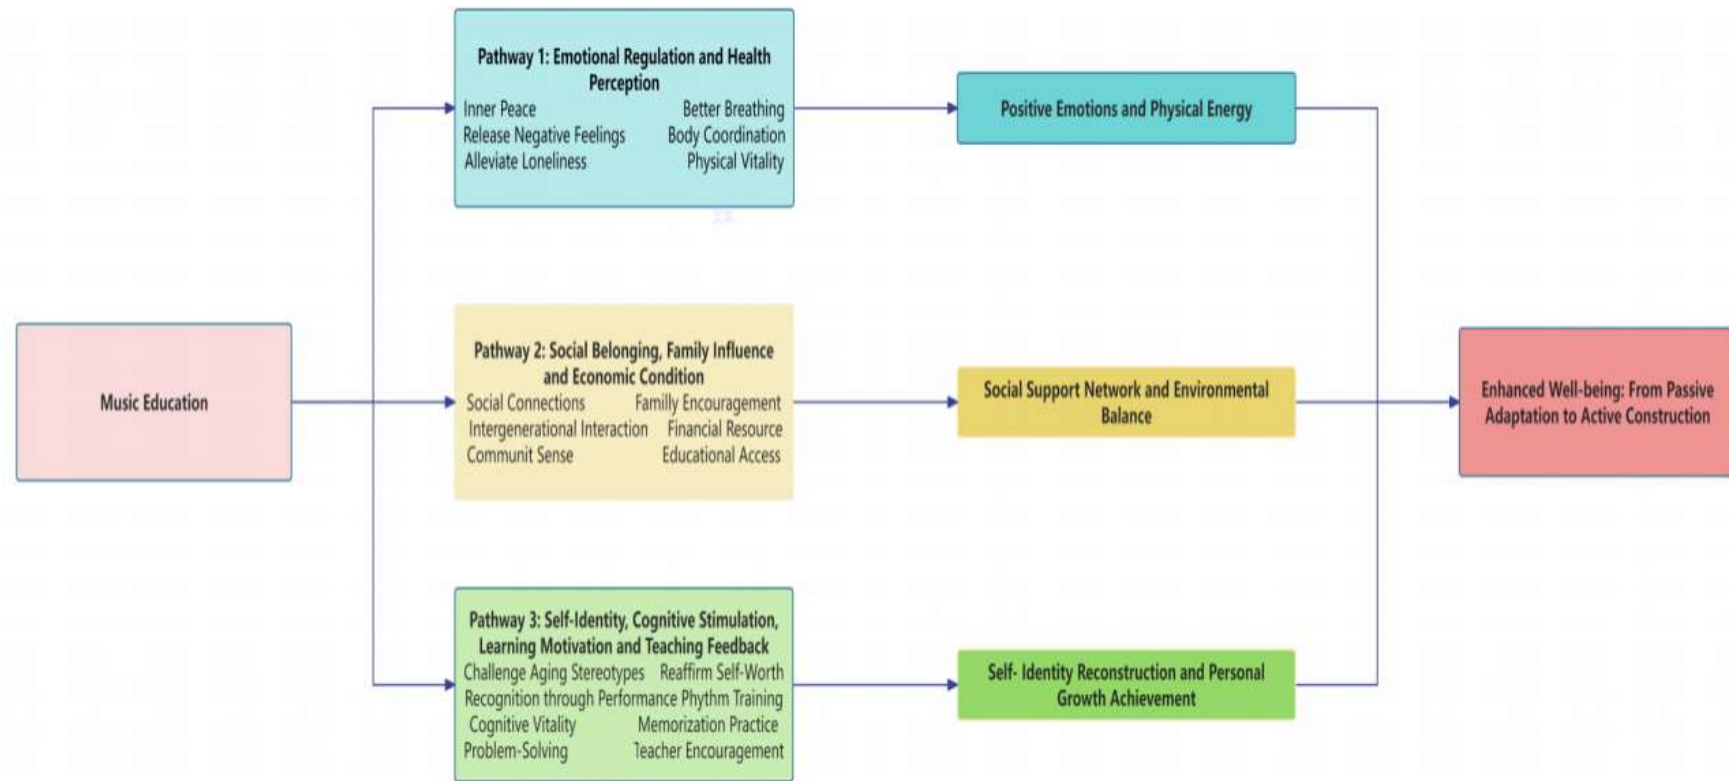 Music Education
Pathway 1: Emotional Regulation and Health
Perception
Inner Peace Better Breathing
Release Negative Feelings Body Coordination
Alleviate Loneliness Physical Vitality
Pathway 2: Social Belonging, Family Influence
and Economic Condition
Social Connections Familly Encouragement
Intergenerational Interaction Financial Resource
Communit Sense Educational Access
Pathway 3: Self-Identity, Cognitive Stimulation,
Learning Motivation and Teaching Feedback
Challenge Aging Stereotypes Reaffirm Self-Worth
Recognition through Performance Phythm Training
Cognitive Vitality Memorization Practice
Problem-Solving Teacher Encouragement
Positive Emotions and Physical Energy
Social Support Network and Environmental
Balance
Self- Identity Reconstruction and Personal
Growth Achievement
Enhanced Well-being: From Passive
Adaptation to Active Construction